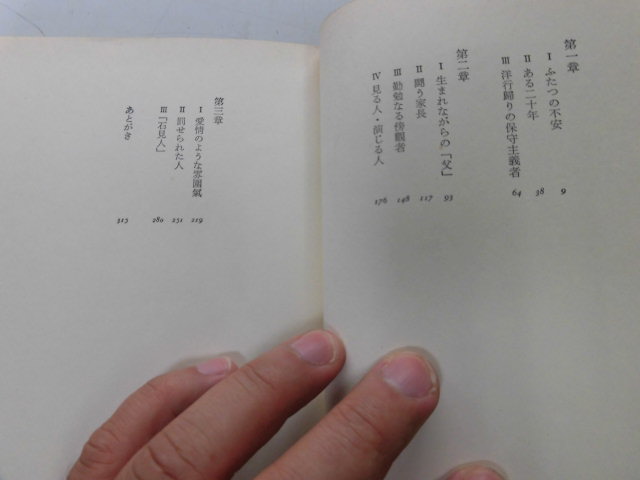 第一章
Ⅰ ふたつの不安 9
Ⅱ ある二十年 38
Ⅲ 洋行帰りの保守主義者 64
第二章
Ⅰ 生まれながらの「父」 93
Ⅱ 闘う家長 117
Ⅲ 勤勉なる傍観者 148
Ⅳ 見る人・演じる人 176
第三章
Ⅰ 愛情のような雰囲気 219
Ⅱ 罰せられた人 251
Ⅲ 「石見人」 280
あとがき 315